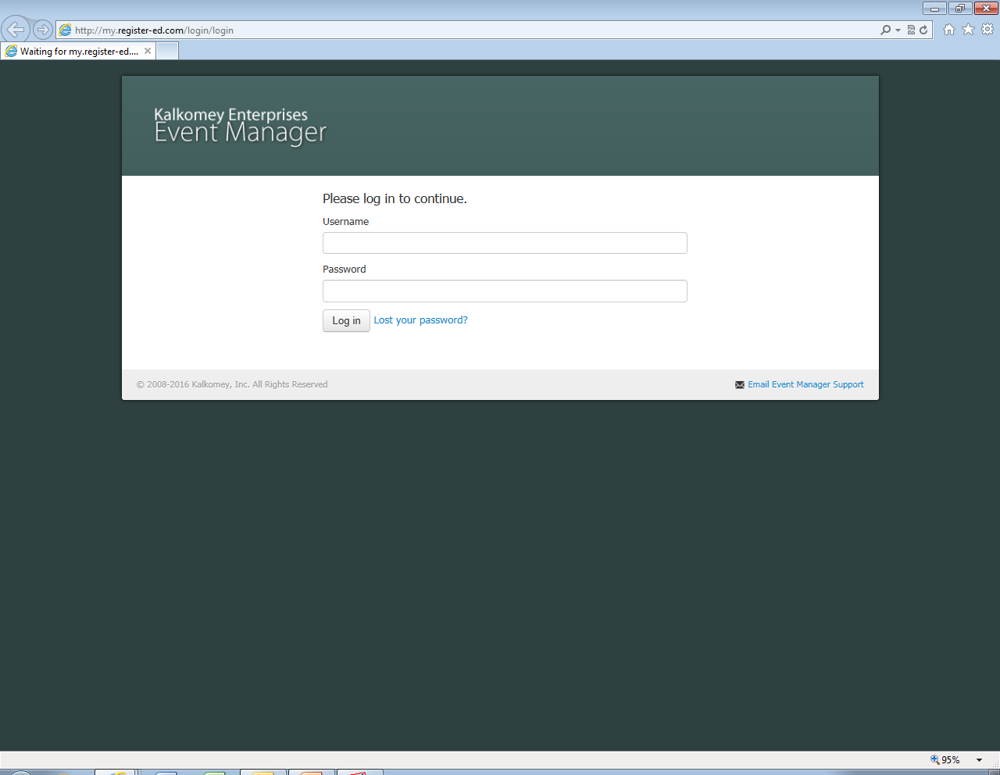 http://my.register-ed.com/login/login
Waiting for my.register-ed....
Kalkomey Enterprises
Event Manager
Please log in to continue.
Username
Password
Log in Lost your password?
© 2008-2016 Kalkomey, Inc. All Rights Reserved
Email Event Manager Support
95%